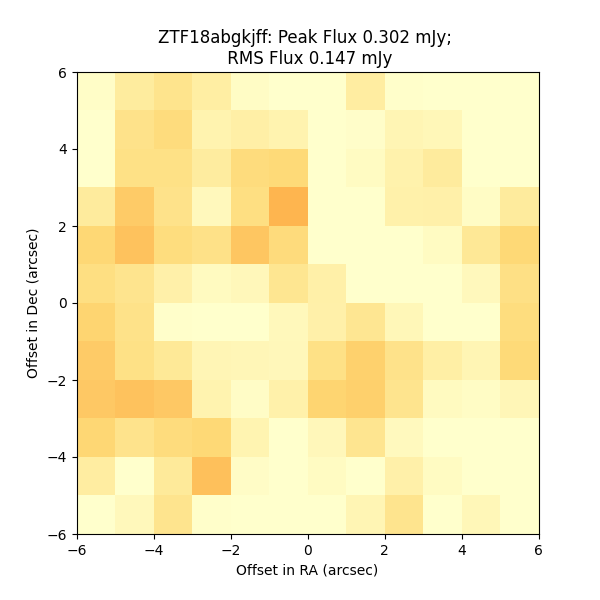 ZTF18abgkjff: Peak Flux 0.302 mJy;
RMS Flux 0.147 mJy
6
4
2
0
−2
−4
−6
Offset in Dec (arcsec)
−6 −4 −2 0 2 4 6
Offset in RA (arcsec)